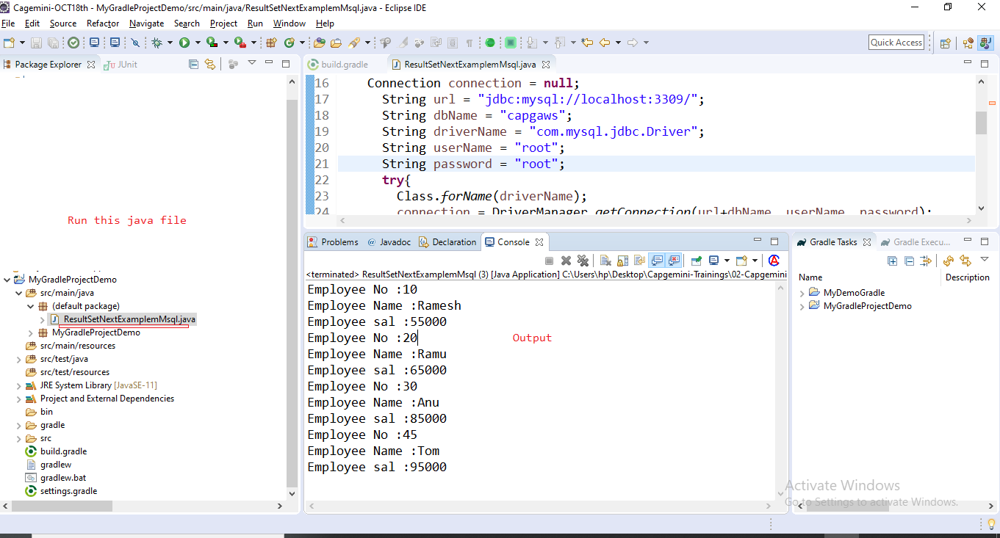 Cagemini-OCT18th - MyGradleProjectDemo/src/main/java/ResultSetNextExamplemMsql.java - Eclipse IDE
File Edit Source Refactor Navigate Search Project Run Window Help
Quick Access
Package Explorer JUnit
Run this java file
MyGradleProjectDemo
src/main/java
(default package)
ResultSetNextExamplemMsql.java
MyGradleProjectDemo
src/main/resources
src/test/java
src/test/resources
JRE System Library [JavaSE-11]
Project and External Dependencies
bin
gradle
src
build.gradle
gradlew
gradlew.bat
settings.gradle
build.gradle ResultSetNextExamplemMsql.java
16 Connection connection = null;
17 String url = "jdbc:mysql://localhost:3309/";
18 String dbName = "capgaws";
19 String driverName = "com.mysql.jdbc.Driver";
20 String userName = "root";
21 String password = "root";
22 try{
23 Class.forName(driverName);
24 connection = DriverManager.getConnection(url+dbName, userName, password);
Problems Javadoc Declaration Console
<terminated> ResultSetNextExamplemMsql (3) [Java Application] C:\Users\hp\Desktop\Capgemini-Trainings\02-Capgemini
Employee No :10
Employee Name :Ramesh
Employee sal :55000
Employee No :20
Output
Employee Name :Ramu
Employee sal :65000
Employee No :30
Employee Name :Anu
Employee sal :85000
Employee No :45
Employee Name :Tom
Employee sal :95000
Gradle Tasks Gradle Execu...
Name Description
MyDemoGradle
MyGradleProjectDemo
Activate Windows
Go to Settings to activate Windows.